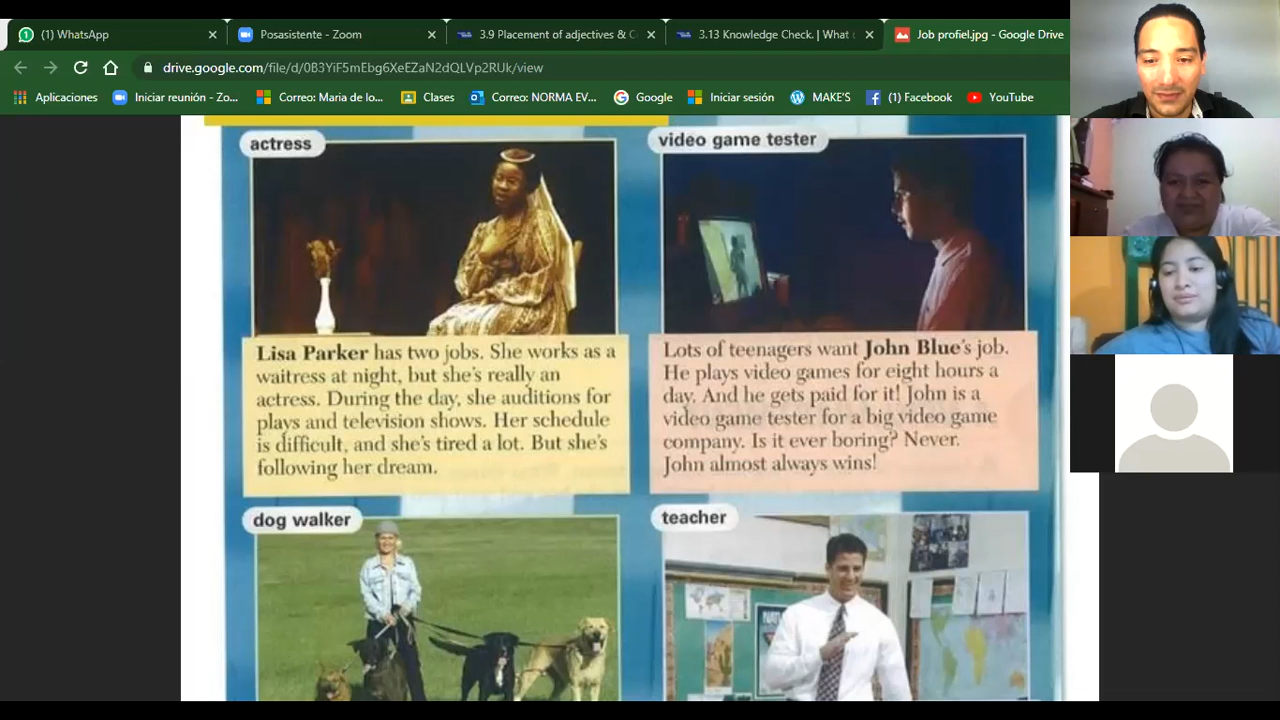 (1) WhatsApp
Posasistente - Zoom
3.9 Placement of adjectives & C
3.13 Knowledge Check. | What
Job profiel.jpg - Google Drive
drive.google.com/file/d/0B3YiF5mEbg6XeEZaN2dQLVp2RUk/view
Aplicaciones
Iniciar reunión - Zo...
Correo: Maria de lo...
Clases
Correo: NORMA EV...
Google
Iniciar sesión
MAKE'S
(1) Facebook
YouTube
actress
Lisa Parker has two jobs. She works as a
waitress at night, but she's really an
actress. During the day, she auditions for
plays and television shows. Her schedule
is difficult, and she's tired a lot. But she's
following her dream.
video game tester
Lots of teenagers want John Blue's job.
He plays video games for eight hours a
day. And he gets paid for it! John is a
video game tester for a big video game
company. Is it ever boring? Never.
John almost always wins!
dog walker
teacher